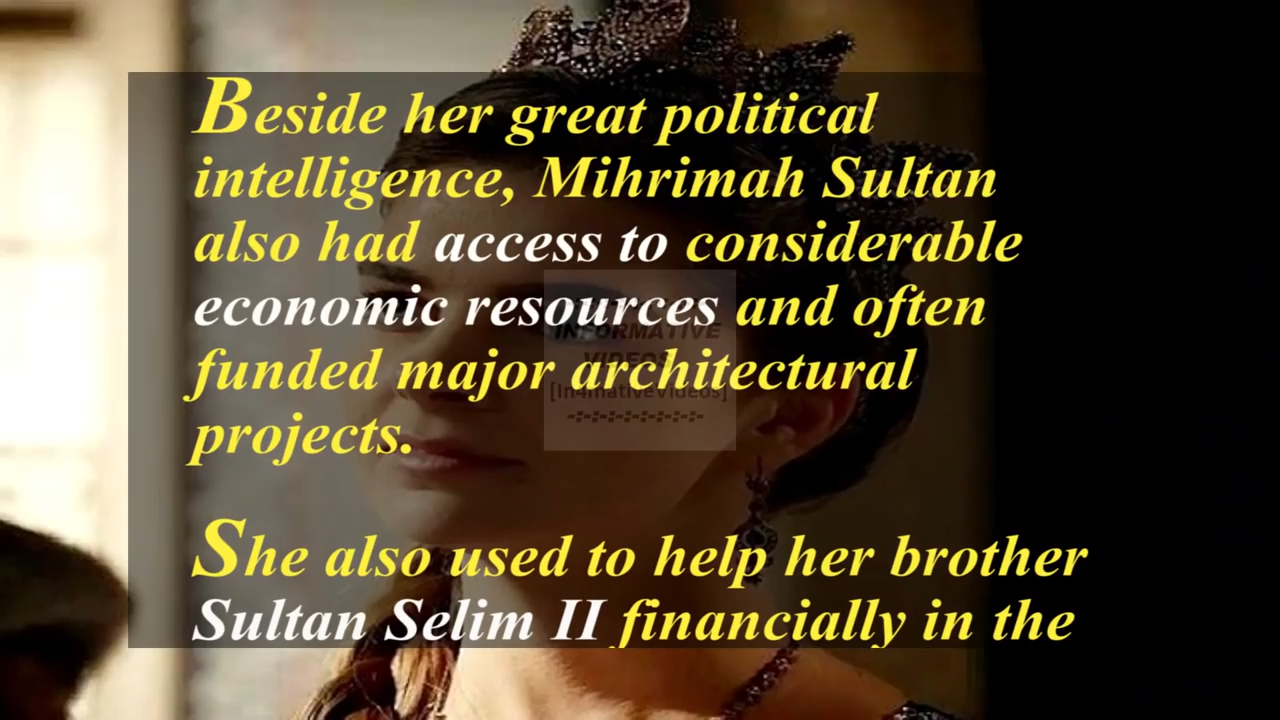 Beside her great political
intelligence, Mihrimah Sultan
also had access to considerable
economic resources and often
funded major architectural
projects.
She also used to help her brother
Sultan Selim II financially in the
INFORMATIVE
VIDEOS
[In4mativeVideos]